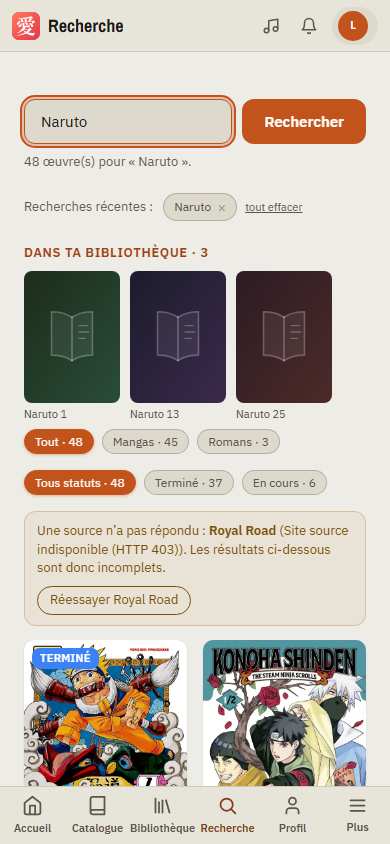 愛 Recherche
L
Naruto
Rechercher
48 œuvre(s) pour « Naruto ».
Recherches récentes :
Naruto ×
tout effacer
DANS TA BIBLIOTHÈQUE · 3
Naruto 1
Naruto 13
Naruto 25
Tout · 48
Mangas · 45
Romans · 3
Tous statuts · 48
Terminé · 37
En cours · 6
Une source n'a pas répondu : Royal Road (Site source
indisponible (HTTP 403)). Les résultats ci-dessous
sont donc incomplets.
Réessayer Royal Road
TERMINÉ
KONOHA SHINDEN
THE STEAM NINJA SCROLLS
Accueil
Catalogue
Bibliothèque
Recherche
Profil
Plus